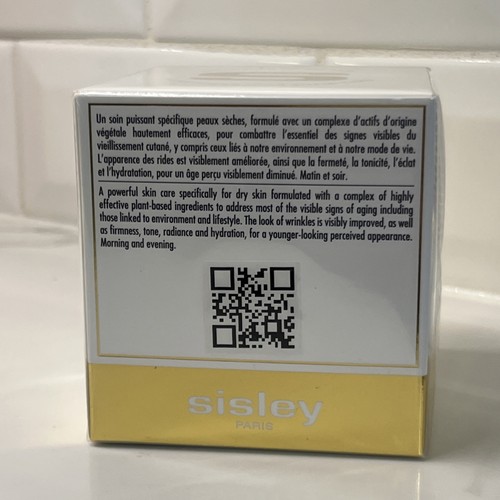 Un soin puissant spécifique peaux sèches, formulé avec un complexe d'actifs d'origine
végétale hautement efficaces, pour combattre l'essentiel des signes visibles du
vieillissement cutané, y compris ceux liés à notre environnement et à notre mode de vie.
L'apparence des rides est visiblement améliorée, ainsi que la fermeté, la tonicité, l'éclat
et l'hydratation, pour un âge perçu visiblement diminué. Matin et soir.
A powerful skin care specifically for dry skin formulated with a complex of highly
effective plant-based ingredients to address most of the visible signs of aging including
those linked to environment and lifestyle. The look of wrinkles is visibly improved, as well
as firmness, tone, radiance and hydration, for a younger-looking perceived appearance.
Morning and evening.
sisley
PARIS